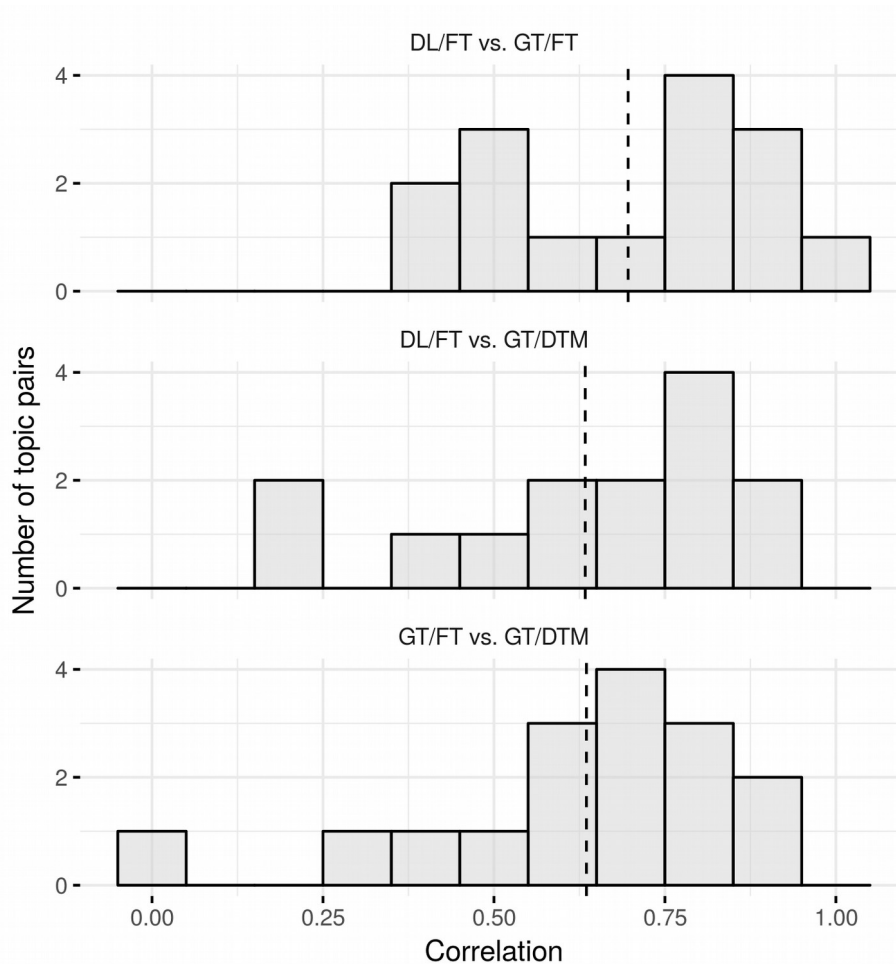 DL/FT vs. GT/FT
4
2
0
DL/FT vs. GT/DTM
4
2
0
Number of topic pairs
GT/FT vs. GT/DTM
4
2
0
0.00 0.25 0.50 0.75 1.00
Correlation